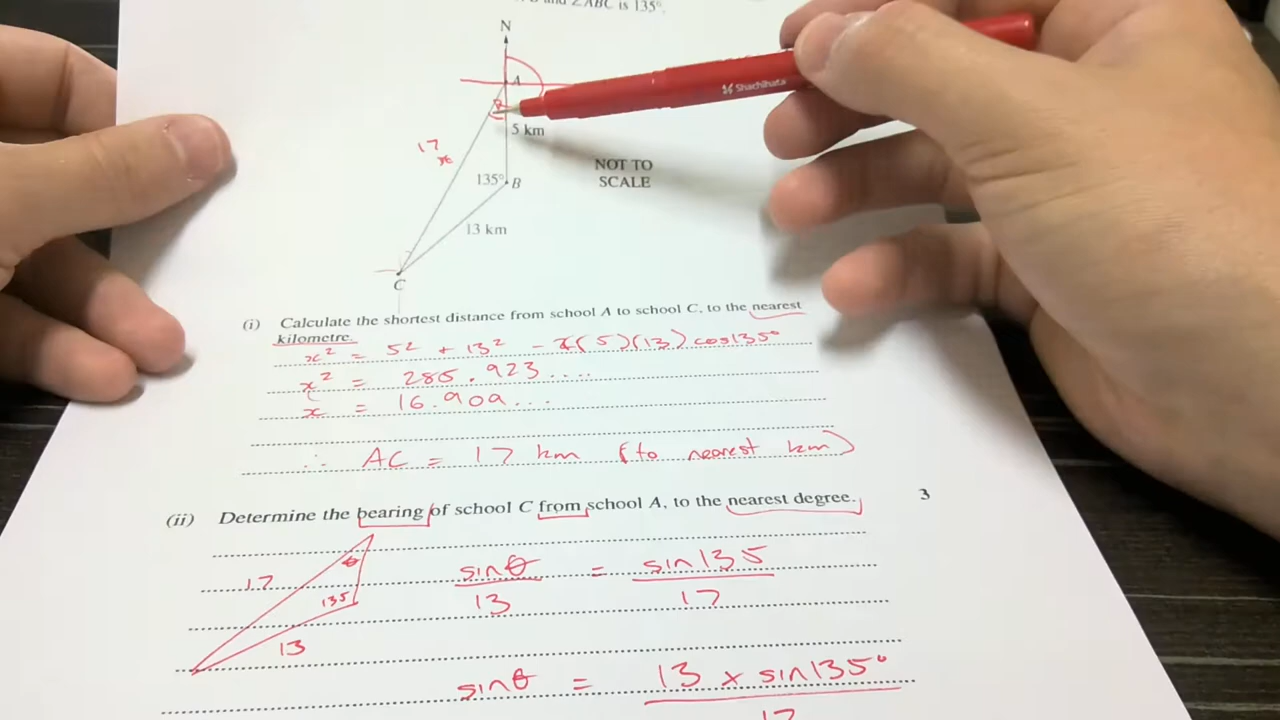 ∠ABC is 135°.
N
A
Shachihata
5 km
17
x
NOT TO
SCALE
135° B
13 km
C
(i) Calculate the shortest distance from school A to school C, to the nearest
kilometre.
x² = 5² + 13² - 2(5)(13) cos135°
x² = 285.923....
x = 16.909...
∴ AC = 17 km (to nearest km)
(ii) Determine the bearing of school C from school A, to the nearest degree. 3
θ
17
135
13
sinθ = sin135
13 17
sinθ = 13 × sin135°
17